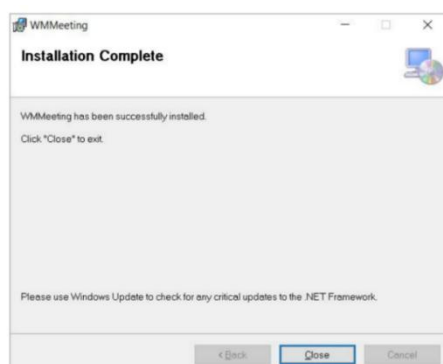 WMMeeting
Installation Complete
WMMeeting has been successfully installed.
Click "Close" to exit.
Please use Windows Update to check for any critical updates to the .NET Framework.
< Back
Close
Cancel